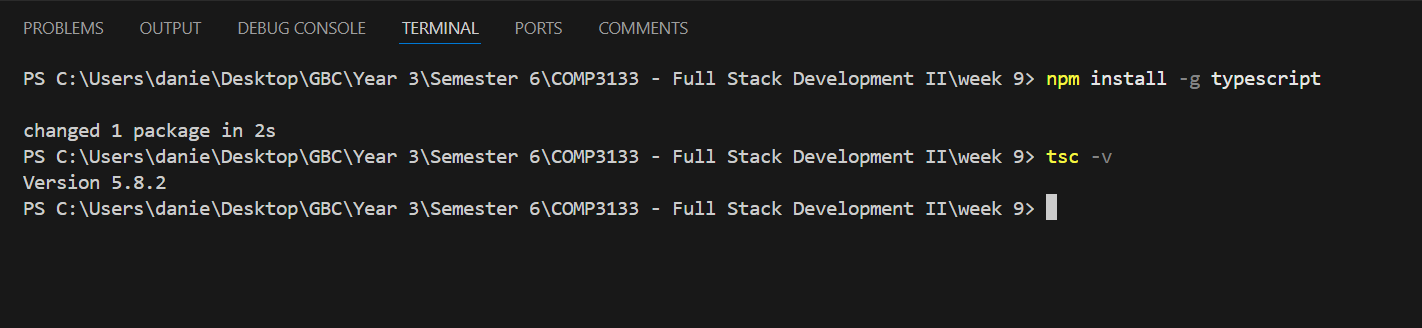 PROBLEMS OUTPUT DEBUG CONSOLE TERMINAL PORTS COMMENTS
PS C:\Users\danie\Desktop\GBC\Year 3\Semester 6\COMP3133 - Full Stack Development II\week 9> npm install -g typescript
changed 1 package in 2s
PS C:\Users\danie\Desktop\GBC\Year 3\Semester 6\COMP3133 - Full Stack Development II\week 9> tsc -v
Version 5.8.2
PS C:\Users\danie\Desktop\GBC\Year 3\Semester 6\COMP3133 - Full Stack Development II\week 9>